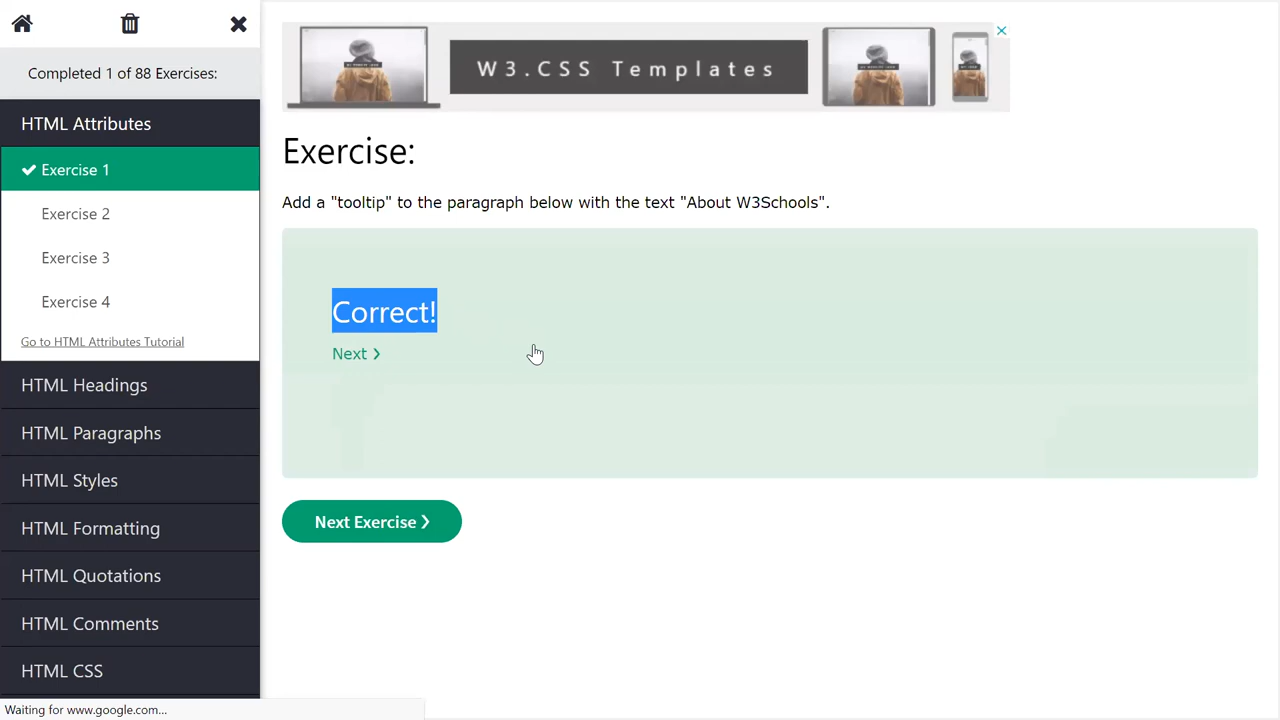 Completed 1 of 88 Exercises:
HTML Attributes
Exercise 1
Exercise 2
Exercise 3
Exercise 4
Go to HTML Attributes Tutorial
HTML Headings
HTML Paragraphs
HTML Styles
HTML Formatting
HTML Quotations
HTML Comments
HTML CSS
Waiting for www.google.com...
W3.CSS Templates
Exercise:
Add a "tooltip" to the paragraph below with the text "About W3Schools".
Correct!
Next ❯
Next Exercise ❯